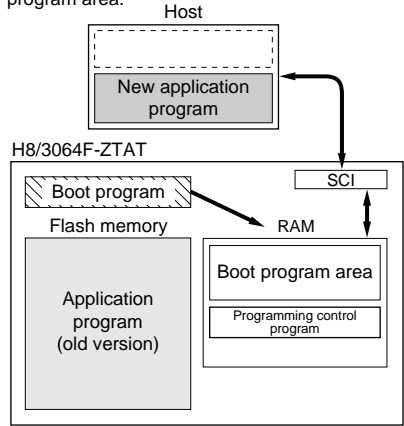 program area.
Host
New application
program
H8/3064F-ZTAT
SCI
Boot program
Flash memory
RAM
Boot program area
Application
program
(old version)
Programming control
program